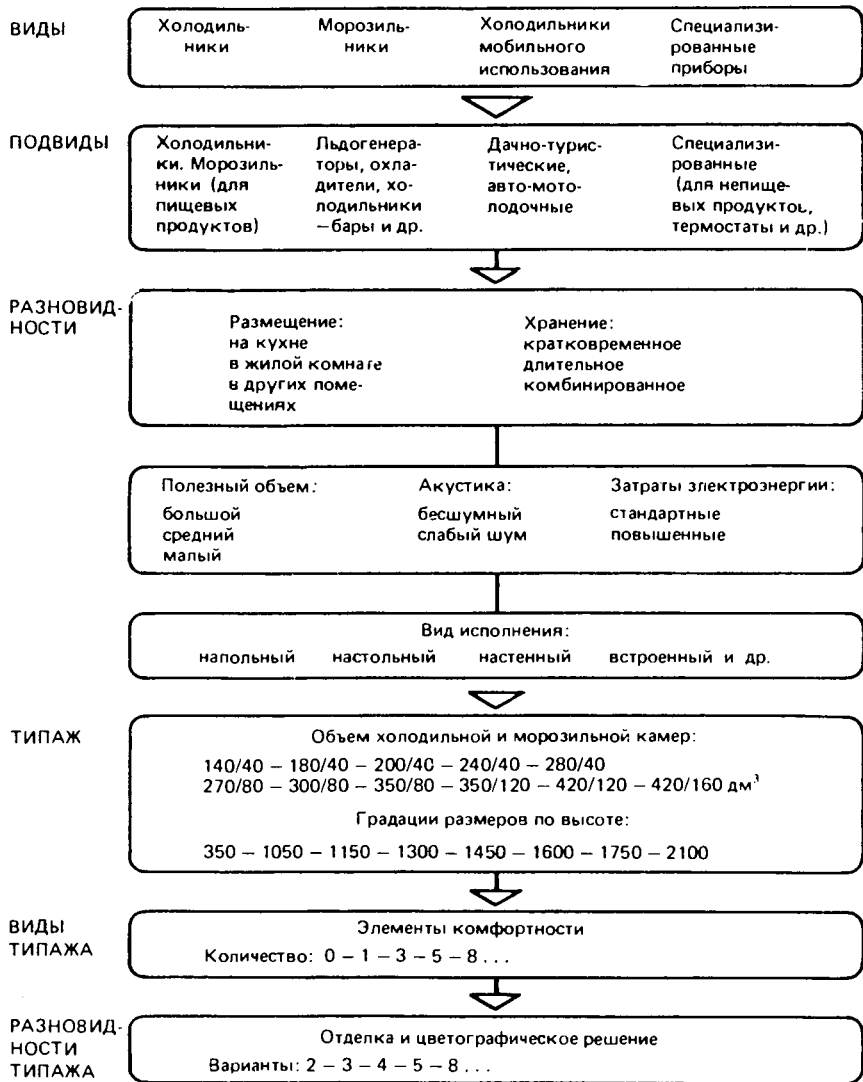 ВИДЫ
Холодиль-
ники
Морозиль-
ники
Холодильники
мобильного
использования
Специализи-
рованные
приборы
ПОДВИДЫ
Холодильни-
ки. Морозиль-
ники (для
пищевых
продуктов)
Льдогенера-
торы, охла-
дители, хо-
лодильники
—бары и др.
Дачно-турис-
тические,
авто-мото-
лодочные
Специализи-
рованные
(для непище-
вых продуктов,
термостаты и др.)
РАЗНОВИД-
НОСТИ
Размещение:
на кухне
в жилой комнате
в других поме-
щениях
Хранение:
кратковременное
длительное
комбинированное
Полезный объем:
большой
средний
малый
Акустика:
бесшумный
слабый шум
Затраты электроэнергии:
стандартные
повышенные
Вид исполнения:
напольный настольный настенный встроенный и др.
ТИПАЖ
Объем холодильной и морозильной камер:
140/40 — 180/40 — 200/40 — 240/40 — 280/40
270/80 — 300/80 — 350/80 — 350/120 — 420/120 — 420/160 дм³
Градации размеров по высоте:
350 — 1050 — 1150 — 1300 — 1450 — 1600 — 1750 — 2100
ВИДЫ
ТИПАЖА
Элементы комфортности
Количество: 0 — 1 — 3 — 5 — 8 . . .
РАЗНОВИД-
НОСТИ
ТИПАЖА
Отделка и цветографическое решение
Варианты: 2 — 3 — 4 — 5 — 8 . . .